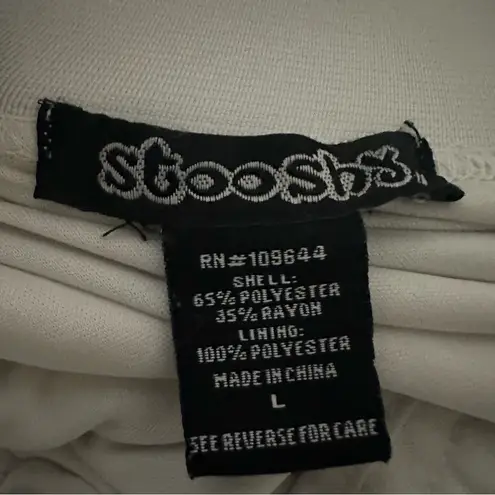 stooshy
RN#109644
SHELL:
65% POLYESTER
35% RAYON
LINING:
100% POLYESTER
MADE IN CHINA
L
SEE REVERSE FOR CARE